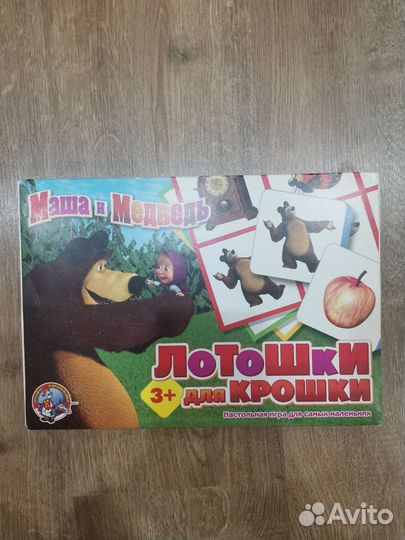 Маша и Медведь
ЛоТоШкИ
3+ для КРОШКИ
Настольная игра для самых маленьких
Avito